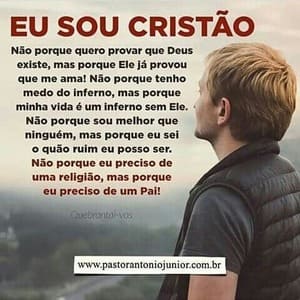 EU SOU CRISTÃO
Não porque quero provar que Deus
existe, mas porque Ele já provou
que me ama! Não porque tenho
medo do inferno, mas porque
minha vida é um inferno sem Ele.
Não porque sou melhor que
ninguém, mas porque eu sei
o quão ruim eu posso ser.
Não porque eu preciso de
uma religião, mas porque
eu preciso de um Pai!
Quebrantai-vos
www.pastorantoniojunior.com.br